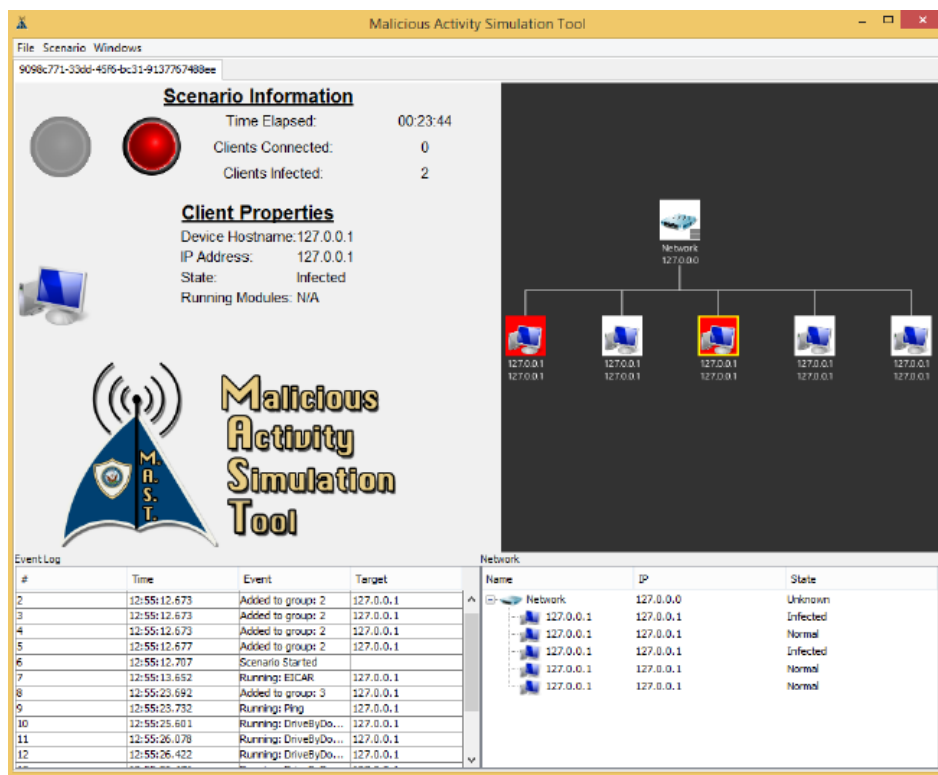 Malicious Activity Simulation Tool
File Scenario Windows
9098c771-33dd-45f6-bc31-9137767488ee
Scenario Information
Time Elapsed: 00:23:44
Clients Connected: 0
Clients Infected: 2
Client Properties
Device Hostname: 127.0.0.1
IP Address: 127.0.0.1
State: Infected
Running Modules: N/A
M.
A.
S.
T.
Malicious
Activity
Simulation
Tool
Network
127.0.0.0
127.0.0.1 127.0.0.1 127.0.0.1 127.0.0.1 127.0.0.1
127.0.0.1 127.0.0.1 127.0.0.1 127.0.0.1 127.0.0.1
Event Log
# Time Event Target
2 12:55:12.673 Added to group: 2 127.0.0.1
3 12:55:12.673 Added to group: 2 127.0.0.1
4 12:55:12.673 Added to group: 2 127.0.0.1
5 12:55:12.677 Added to group: 2 127.0.0.1
6 12:55:12.707 Scenario Started
7 12:55:13.652 Running: EICAR 127.0.0.1
8 12:55:23.692 Added to group: 3 127.0.0.1
9 12:55:23.732 Running: Ping 127.0.0.1
10 12:55:25.601 Running: DriveByDo... 127.0.0.1
11 12:55:26.078 Running: DriveByDo... 127.0.0.1
12 12:55:26.422 Running: DriveByDo... 127.0.0.1
Network
Name IP State
Network 127.0.0.0 Unknown
127.0.0.1 127.0.0.1 Infected
127.0.0.1 127.0.0.1 Normal
127.0.0.1 127.0.0.1 Infected
127.0.0.1 127.0.0.1 Normal
127.0.0.1 127.0.0.1 Normal